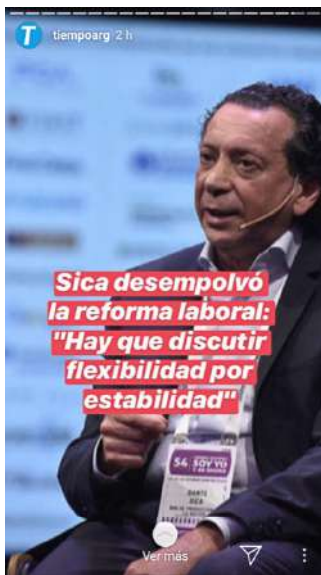 T tiempoarg 2 h
Sica desempolvó
la reforma laboral:
"Hay que discutir
flexibilidad por
estabilidad"
54
SOY YO
DANTE
SICA
Ver más